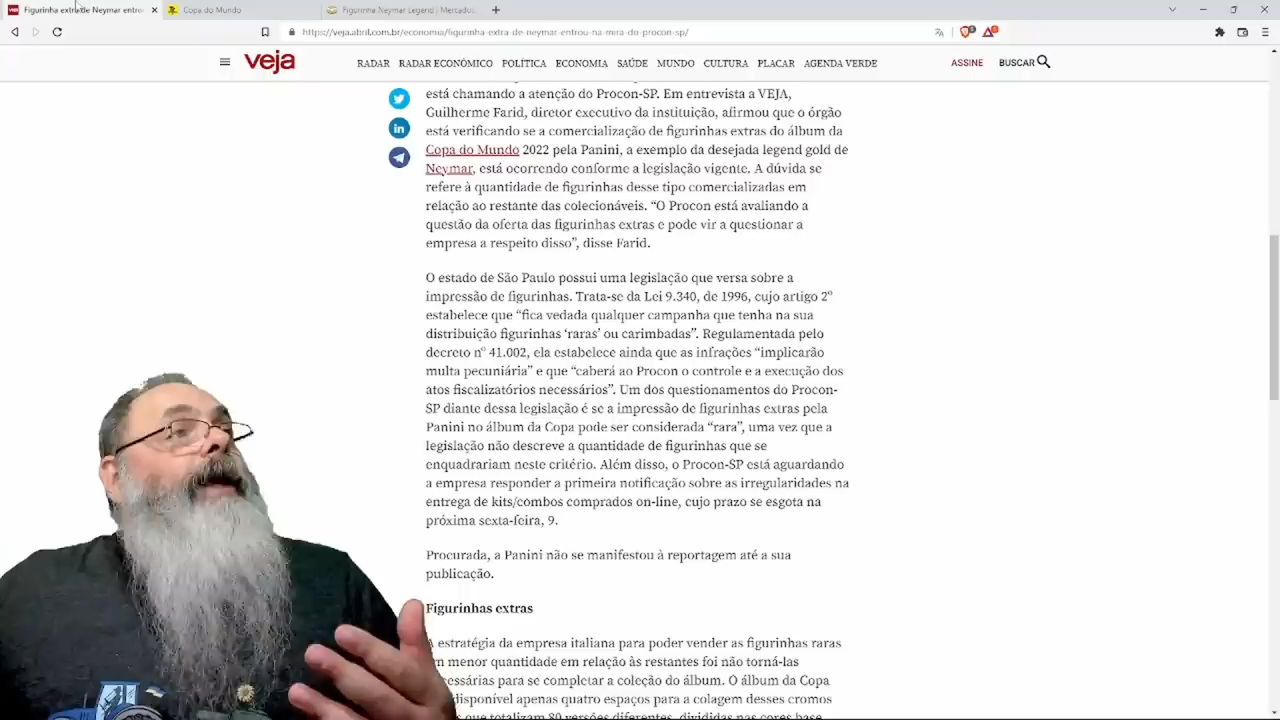 Figurinha extra de Neymar entro
Copa do Mundo
Figurinha Neymar Legend | Mercado
https://veja.abril.com.br/economia/figurinha-extra-de-neymar-entrou-na-mira-do-procon-sp/
veja
RADAR RADAR ECONÔMICO POLÍTICA ECONOMIA SAÚDE MUNDO CULTURA PLACAR AGENDA VERDE
ASSINE BUSCAR
está chamando a atenção do Procon-SP. Em entrevista a VEJA,
Guilherme Farid, diretor executivo da instituição, afirmou que o órgão
está verificando se a comercialização de figurinhas extras do álbum da
Copa do Mundo 2022 pela Panini, a exemplo da desejada legend gold de
Neymar, está ocorrendo conforme a legislação vigente. A dúvida se
refere à quantidade de figurinhas desse tipo comercializadas em
relação ao restante das colecionáveis. “O Procon está avaliando a
questão da oferta das figurinhas extras e pode vir a questionar a
empresa a respeito disso”, disse Farid.
O estado de São Paulo possui uma legislação que versa sobre a
impressão de figurinhas. Trata-se da Lei 9.340, de 1996, cujo artigo 2º
estabelece que “fica vedada qualquer campanha que tenha na sua
distribuição figurinhas ‘raras’ ou carimbadas”. Regulamentada pelo
decreto nº 41.002, ela estabelece ainda que as infrações “implicarão
multa pecuniária” e que “caberá ao Procon o controle e a execução dos
atos fiscalizatórios necessários”. Um dos questionamentos do Procon-
SP diante dessa legislação é se a impressão de figurinhas extras pela
Panini no álbum da Copa pode ser considerada “rara”, uma vez que a
legislação não descreve a quantidade de figurinhas que se
enquadrariam neste critério. Além disso, o Procon-SP está aguardando
a empresa responder a primeira notificação sobre as irregularidades na
entrega de kits/combos comprados on-line, cujo prazo se esgota na
próxima sexta-feira, 9.
Procurada, a Panini não se manifestou à reportagem até a sua
publicação.
Figurinhas extras
A estratégia da empresa italiana para poder vender as figurinhas raras
m menor quantidade em relação às restantes foi não torná-las
cessárias para se completar a coleção do álbum. O álbum da Copa
disponível apenas quatro espaços para a colagem desses cromos
que totalizam 80 versões diferentes, divididas nas cores base,